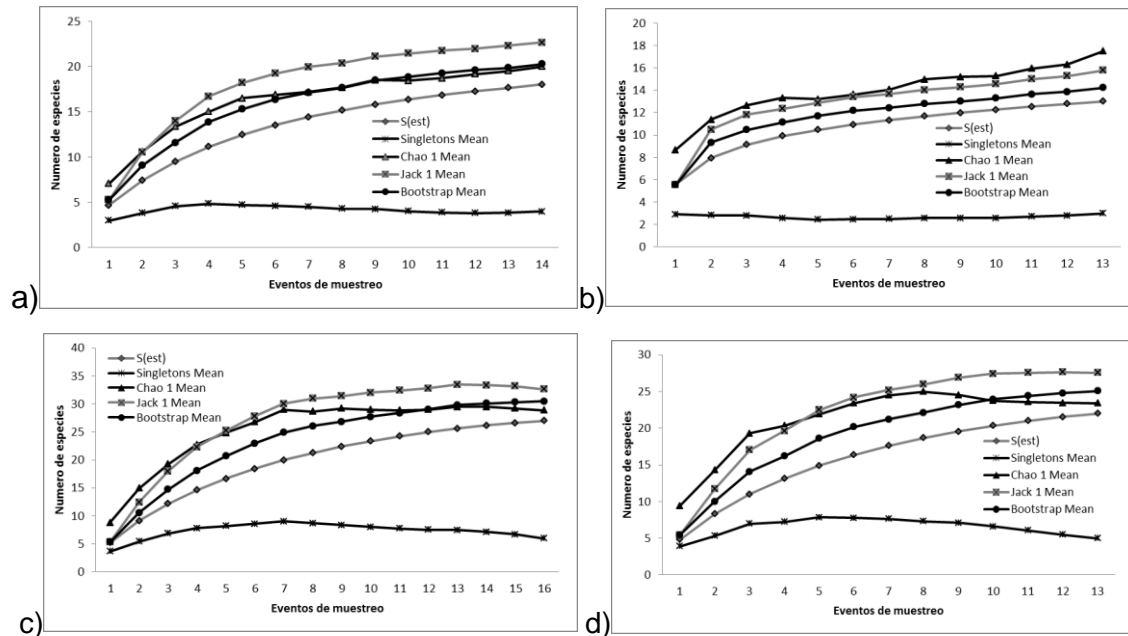 25
20
15
10
5
0
Numero de especies
S(est)
Singletons Mean
Chao 1 Mean
Jack 1 Mean
Bootstrap Mean
1 2 3 4 5 6 7 8 9 10 11 12 13 14
Eventos de muestreo
a)
20
18
16
14
12
10
8
6
4
2
0
Numero de especies
S(est)
Singletons Mean
Chao 1 Mean
Jack 1 Mean
Bootstrap Mean
1 2 3 4 5 6 7 8 9 10 11 12 13
Eventos de muestreo
b)
40
35
30
25
20
15
10
5
0
Numero de especies
S(est)
Singletons Mean
Chao 1 Mean
Jack 1 Mean
Bootstrap Mean
1 2 3 4 5 6 7 8 9 10 11 12 13 14 15 16
Eventos de muestreo
c)
30
25
20
15
10
5
0
Numero de especies
S(est)
Singletons Mean
Chao 1 Mean
Jack 1 Mean
Bootstrap Mean
1 2 3 4 5 6 7 8 9 10 11 12 13
Eventos de muestreo
d)